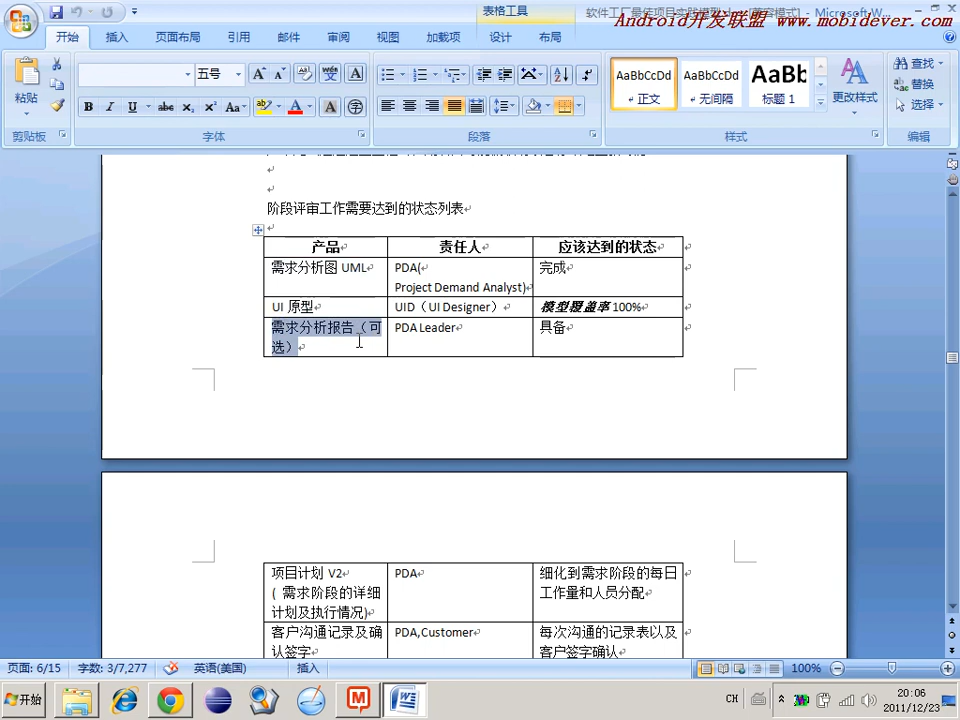 表格工具
Android开发联盟 www.mobidever.com
开始 插入 页面布局 引用 邮件 审阅 视图 加载项 设计 布局
粘贴
五号
AaBbCcDd AaBbCcDd AaBb
正文 无间隔 标题 1
更改样式
查找
替换
选择
剪贴板 字体 段落 样式 编辑
阶段评审工作需要达到的状态列表
产品 责任人 应该达到的状态
需求分析图 UML PDA( 完成
Project Demand Analyst)
UI 原型 UID（UI Designer） 模型覆盖率 100%
需求分析报告（可 PDA Leader 具备
选）
项目计划 V2 PDA 细化到需求阶段的每日
( 需求阶段的详细 工作量和人员分配
计划及执行情况)
客户沟通记录及确 PDA,Customer 每次沟通的记录表以及
认签字 客户签字确认
页面: 6/15 字数: 3/7,277 英语(美国) 插入 100%
开始 CH 20:06
2011/12/23